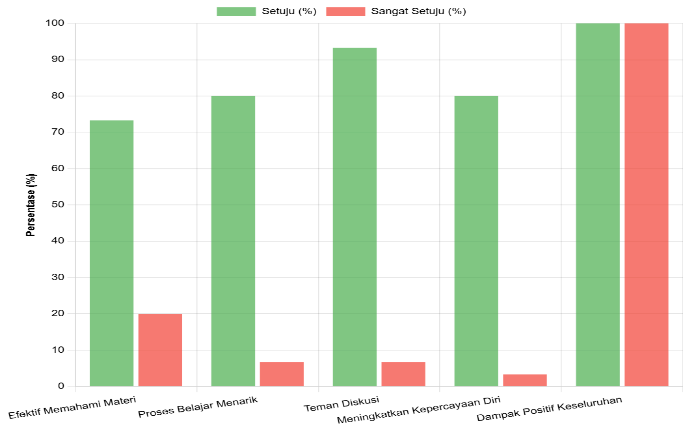 Setuju (%) Sangat Setuju (%)
100
90
80
70
60
50
40
30
20
10
0
Persentase (%)
Efektif Memahami Materi
Proses Belajar Menarik
Teman Diskusi
Meningkatkan Kepercayaan Diri
Dampak Positif Keseluruhan